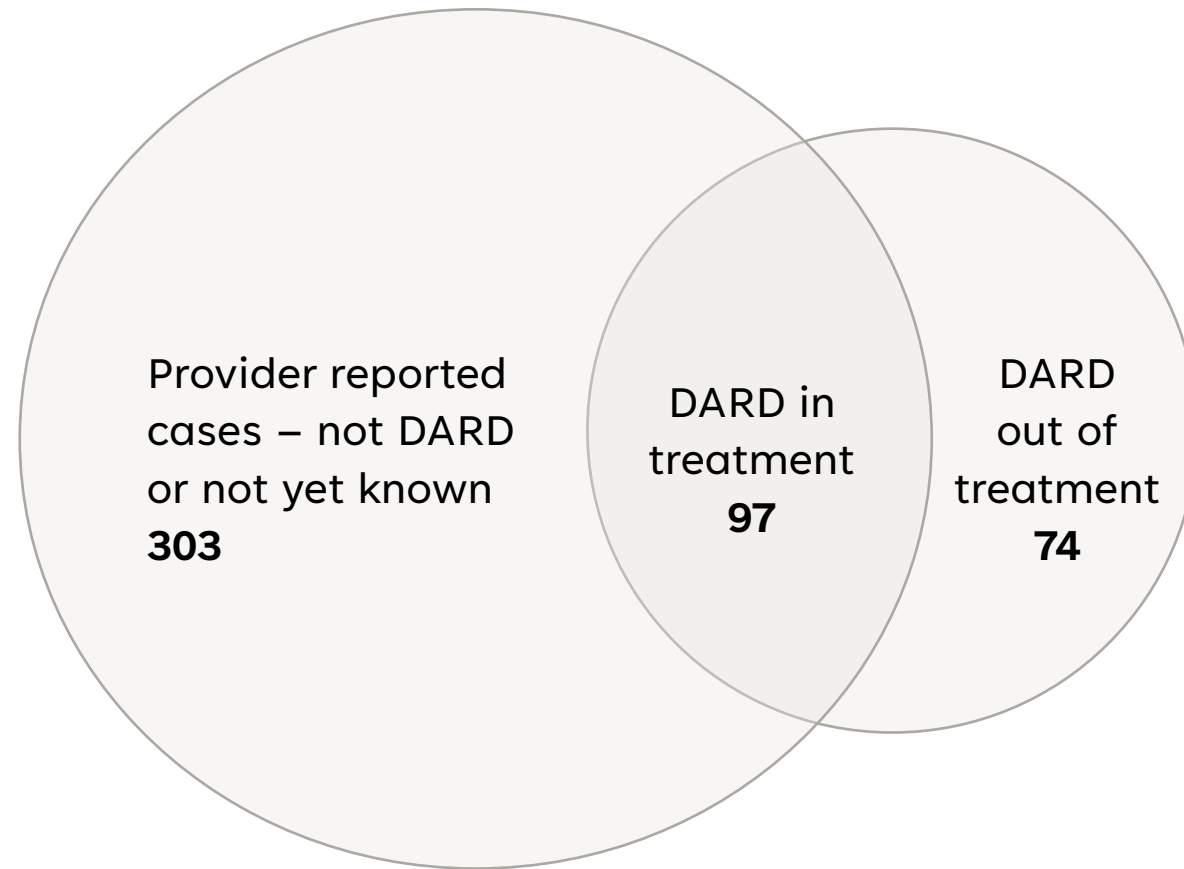 Provider reported
cases – not DARD
or not yet known
303
DARD in
treatment
97
DARD
out of
treatment
74